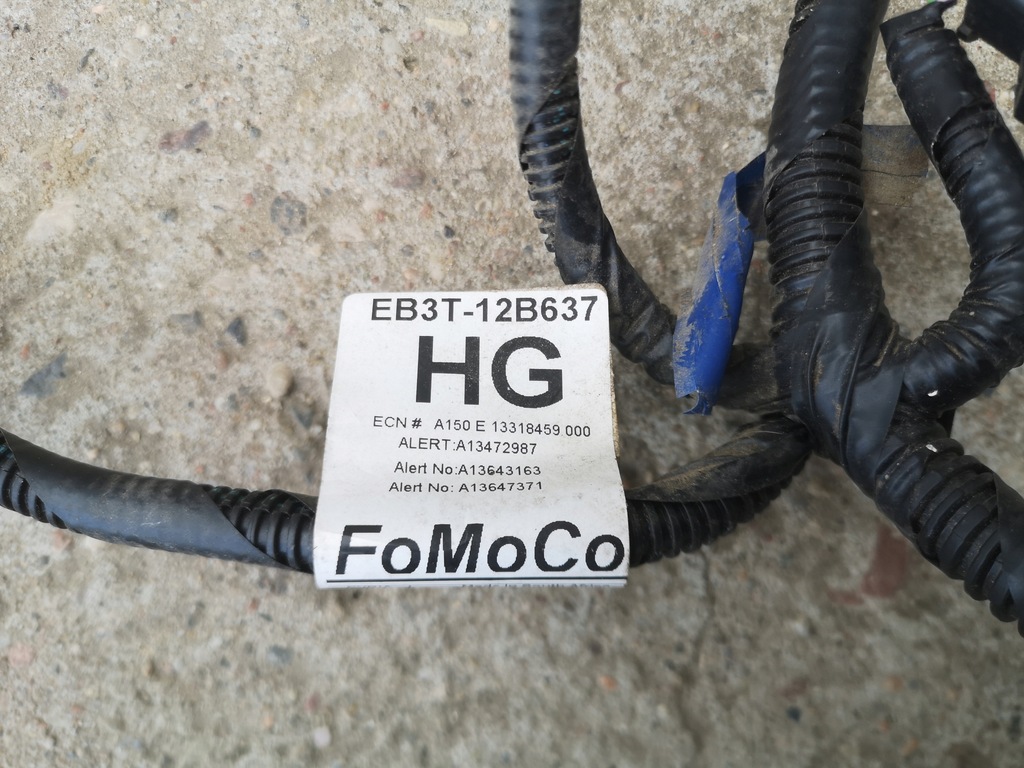 EB3T-12B637
HG
ECN # A150 E 13318459.000
ALERT:A13472987
Alert No:A13643163
Alert No: A13647371
FoMoCo